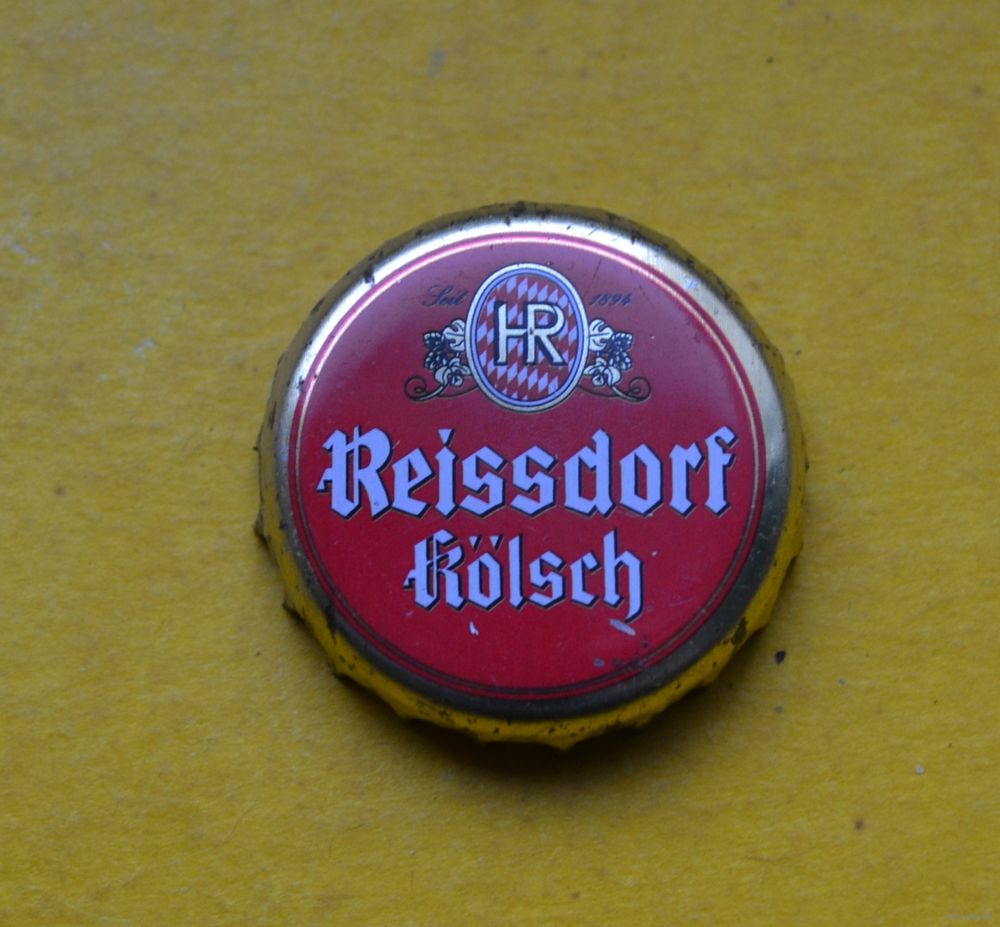 Seit 1894
HR
Reissdorf
Kölsch